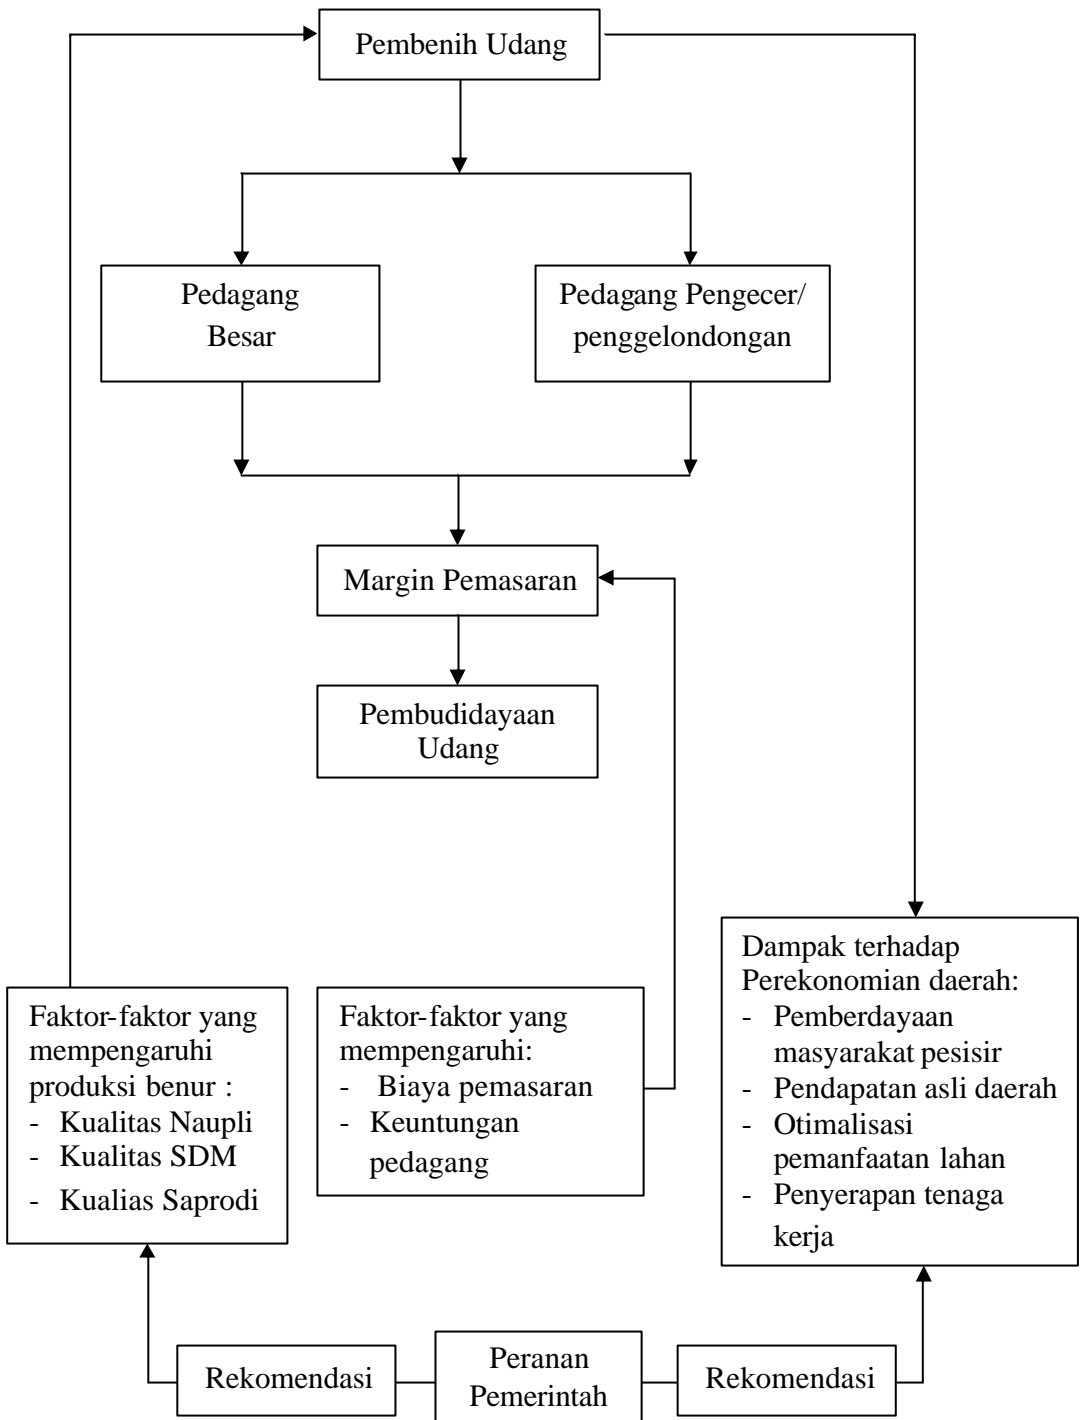 Pembenih Udang
Pedagang
Besar
Pedagang Pengecer/
penggelondongan
Margin Pemasaran
Pembudidayaan
Udang
Faktor-faktor yang
mempengaruhi
produksi benur :
- Kualitas Naupli
- Kualitas SDM
- Kualias Saprodi
Faktor-faktor yang
mempengaruhi:
- Biaya pemasaran
- Keuntungan
pedagang
Dampak terhadap
Perekonomian daerah:
- Pemberdayaan
masyarakat pesisir
- Pendapatan asli daerah
- Otimalisasi
pemanfaatan lahan
- Penyerapan tenaga
kerja
Rekomendasi
Peranan
Pemerintah
Rekomendasi